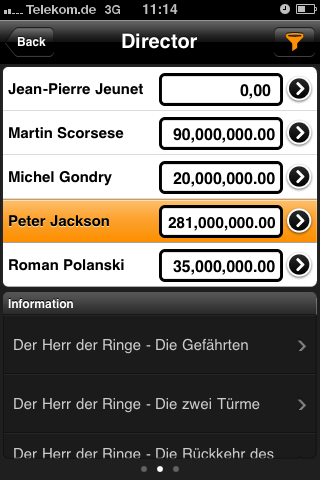 Telekom.de 3G 11:14
Back Director
Jean-Pierre Jeunet 0,00
Martin Scorsese 90,000,000.00
Michel Gondry 20,000,000.00
Peter Jackson 281,000,000.00
Roman Polanski 35,000,000.00
Information
Der Herr der Ringe - Die Gefährten
Der Herr der Ringe - Die zwei Türme
Der Herr der Ringe - Die Rückkehr des